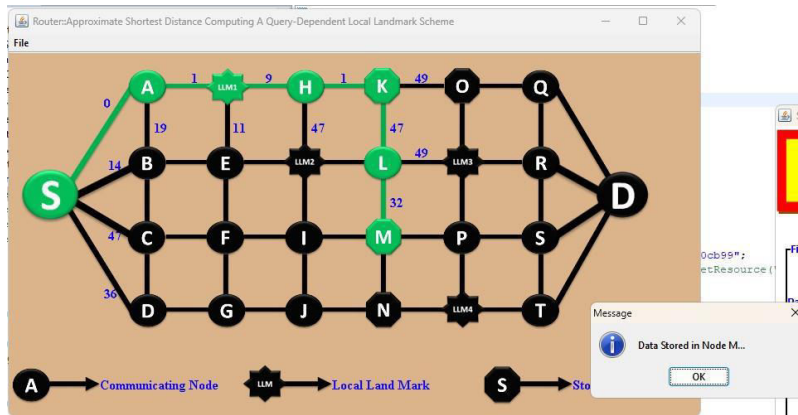 Router::Approximate Shortest Distance Computing A Query-Dependent Local Landmark Scheme
File
A 1 LLM1 9 H 1 K 49 O Q
0 19 11 47 47
14 B E LLM2 L 49 LLM3 R
S 32 D
47 C F I M P S
36 D G J N LLM4 T
0cb99";
etResource(
Message
Data Stored in Node M...
OK
A Communicating Node LLM Local Land Mark S Sto